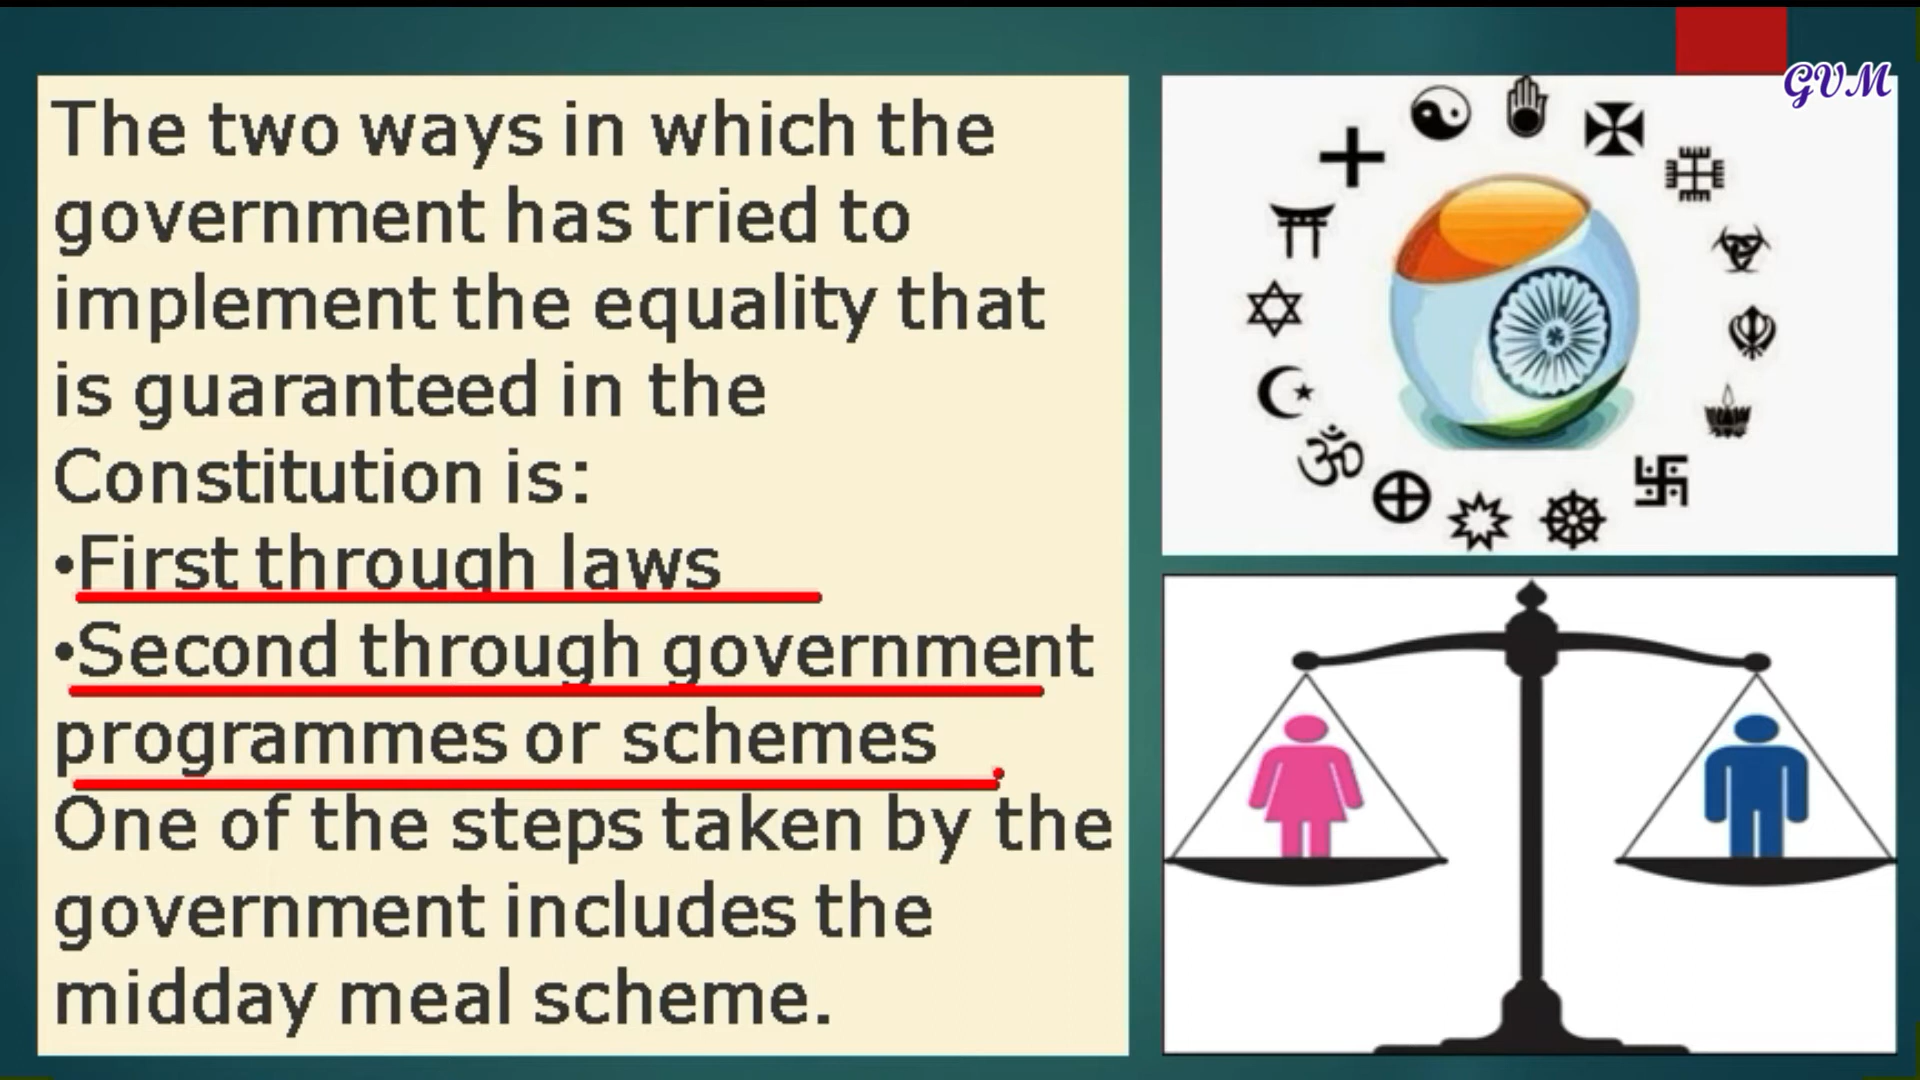 GVM
The two ways in which the
government has tried to
implement the equality that
is guaranteed in the
Constitution is:
•First through laws
•Second through government
programmes or schemes
One of the steps taken by the
government includes the
midday meal scheme.